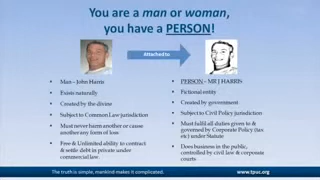 You are a man or woman,
you have a PERSON!
Attached to
Man – John Harris
Exists naturally
Created by the divine
Subject to Common Law jurisdiction
Must never harm another or cause
another any form of loss
Free & Unlimited ability to contract
& settle debt in private under
commercial law.
PERSON – MR J HARRIS
Fictional entity
Created by government
Subject to Civil Policy jurisdiction
Must fulfil all duties given to &
governed by Corporate Policy (tax
etc) under Statute
Does business in the public,
controlled by civil law & corporate
courts
The truth is simple, mankind makes it complicated.
www.tpuc.org